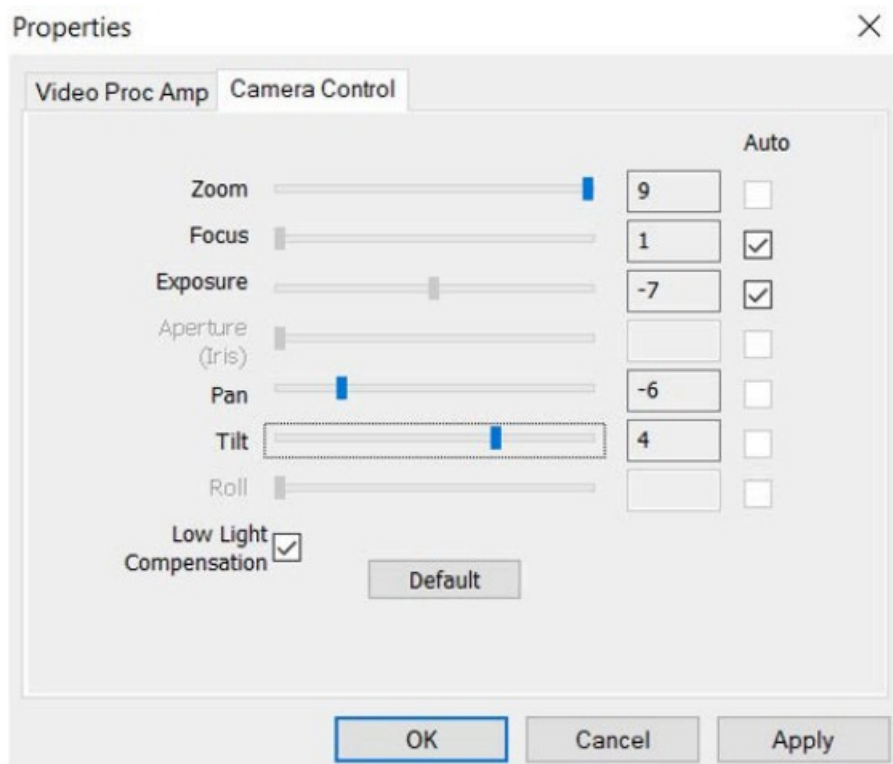 Properties
Video Proc Amp Camera Control
Auto
Zoom 9
Focus 1
Exposure -7
Aperture
(Iris)
Pan -6
Tilt 4
Roll
Low Light
Compensation
Default
OK Cancel Apply